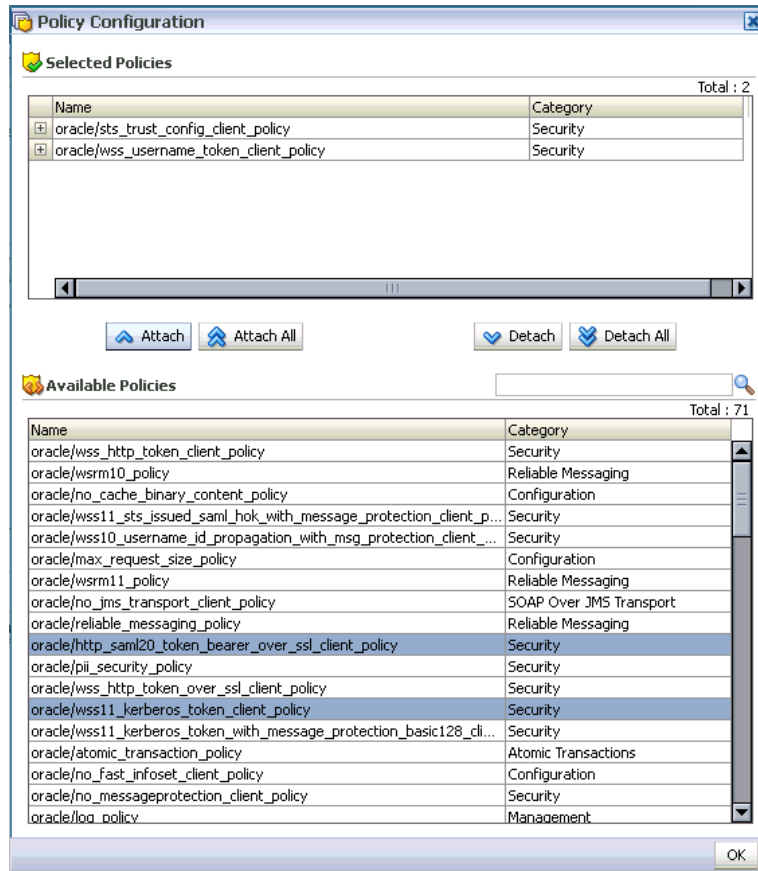 Policy Configuration
Selected Policies
Total : 2
Name Category
oracle/sts_trust_config_client_policy Security
oracle/wss_username_token_client_policy Security
Attach Attach All Detach Detach All
Available Policies
Total : 71
Name Category
oracle/wss_http_token_client_policy Security
oracle/wsrm10_policy Reliable Messaging
oracle/no_cache_binary_content_policy Configuration
oracle/wss11_sts_issued_saml_hok_with_message_protection_client_p... Security
oracle/wss10_username_id_propagation_with_msg_protection_client_... Security
oracle/max_request_size_policy Configuration
oracle/wsrm11_policy Reliable Messaging
oracle/no_jms_transport_client_policy SOAP Over JMS Transport
oracle/reliable_messaging_policy Reliable Messaging
oracle/http_saml20_token_bearer_over_ssl_client_policy Security
oracle/pii_security_policy Security
oracle/wss_http_token_over_ssl_client_policy Security
oracle/wss11_kerberos_token_client_policy Security
oracle/wss11_kerberos_token_with_message_protection_basic128_cli... Security
oracle/atomic_transaction_policy Atomic Transactions
oracle/no_fast_infoset_client_policy Configuration
oracle/no_messageprotection_client_policy Security
oracle/log_policy Management
OK